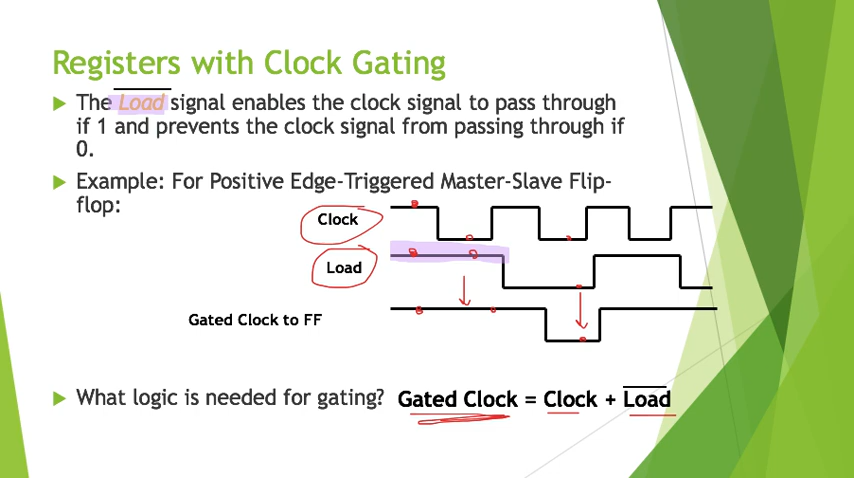 Registers with Clock Gating
The Load signal enables the clock signal to pass through
if 1 and prevents the clock signal from passing through if
0.
Example: For Positive Edge-Triggered Master-Slave Flip-
flop:
Clock
Load
Gated Clock to FF
What logic is needed for gating? Gated Clock = Clock + L̅o̅a̅d̅